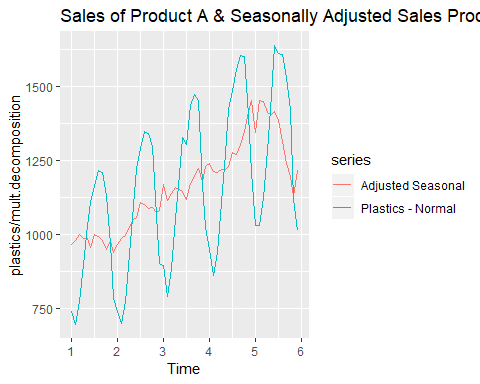 Sales of Product A & Seasonally Adjusted Sales Proc
plastics/mult.decomposition
1500
1250
1000
750
1 2 3 4 5 6
Time
series
Adjusted Seasonal
Plastics - Normal